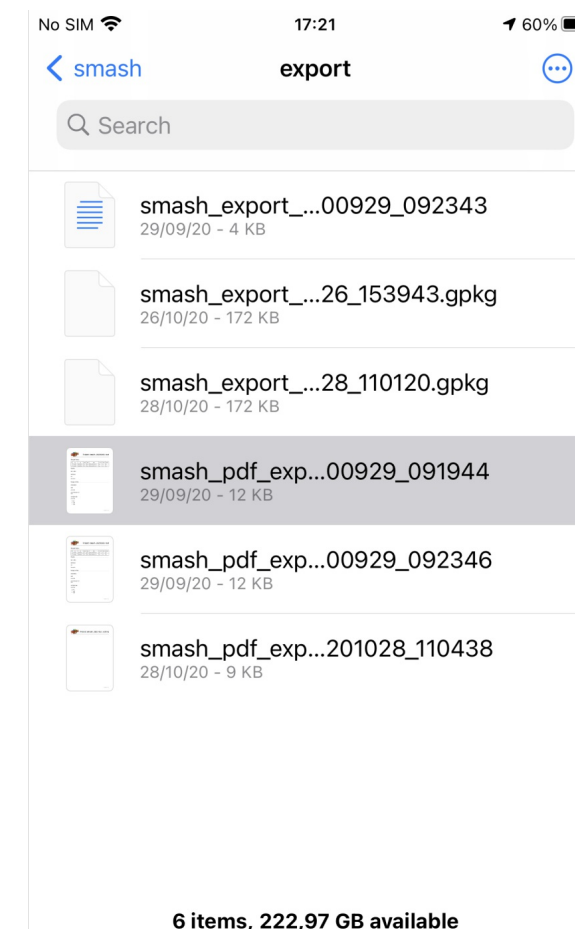 No SIM 17:21 60%
smash export
Search
smash_export_...00929_092343
29/09/20 - 4 KB
smash_export_...26_153943.gpkg
26/10/20 - 172 KB
smash_export_...28_110120.gpkg
28/10/20 - 172 KB
smash_pdf_exp...00929_091944
29/09/20 - 12 KB
smash_pdf_exp...00929_092346
29/09/20 - 12 KB
smash_pdf_exp...201028_110438
28/10/20 - 9 KB
6 items, 222,97 GB available